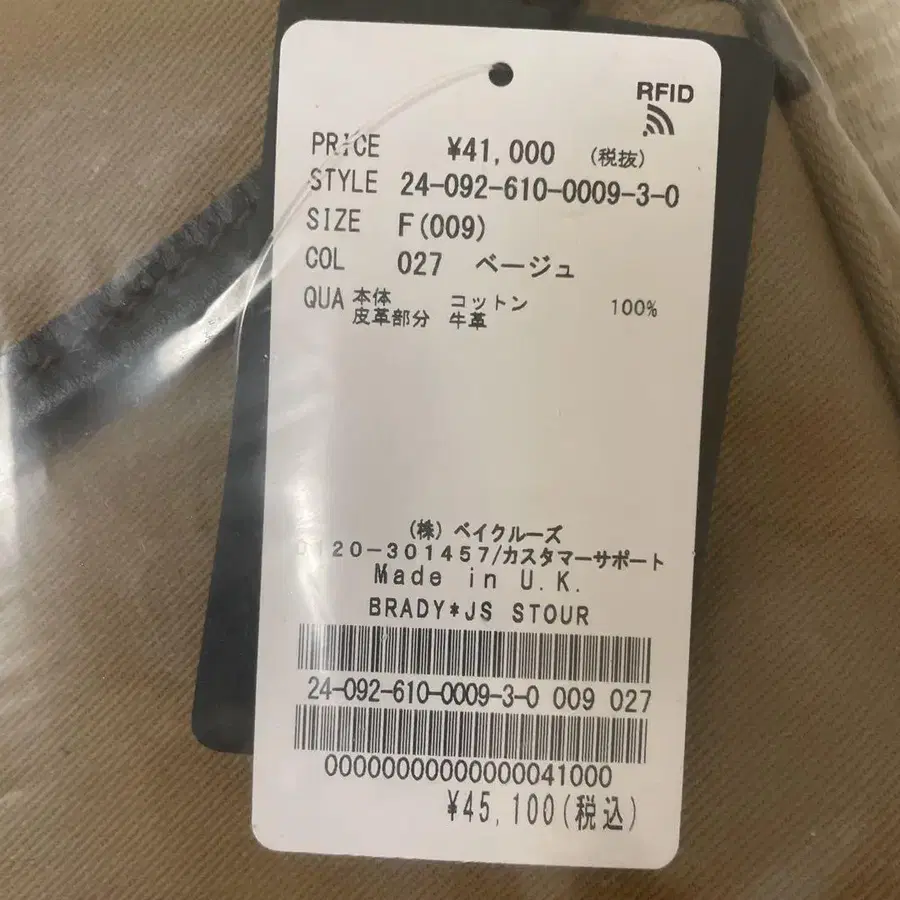 RFID
PRICE ¥41,000 (税抜)
STYLE 24-092-610-0009-3-0
SIZE F(009)
COL 027 ベージュ
QUA 本体 コットン 100%
皮革部分 牛革
(株) ベイクルーズ
0120-301457/カスタマーサポート
Made in U.K.
BRADY*JS STOUR
24-092-610-0009-3-0 009 027
00000000000000041000
¥45,100(税込)